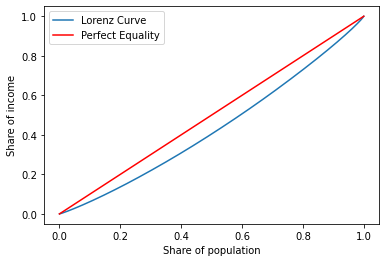 Lorenz Curve
Perfect Equality
Share of income
1.0
0.8
0.6
0.4
0.2
0.0
0.0 0.2 0.4 0.6 0.8 1.0
Share of population